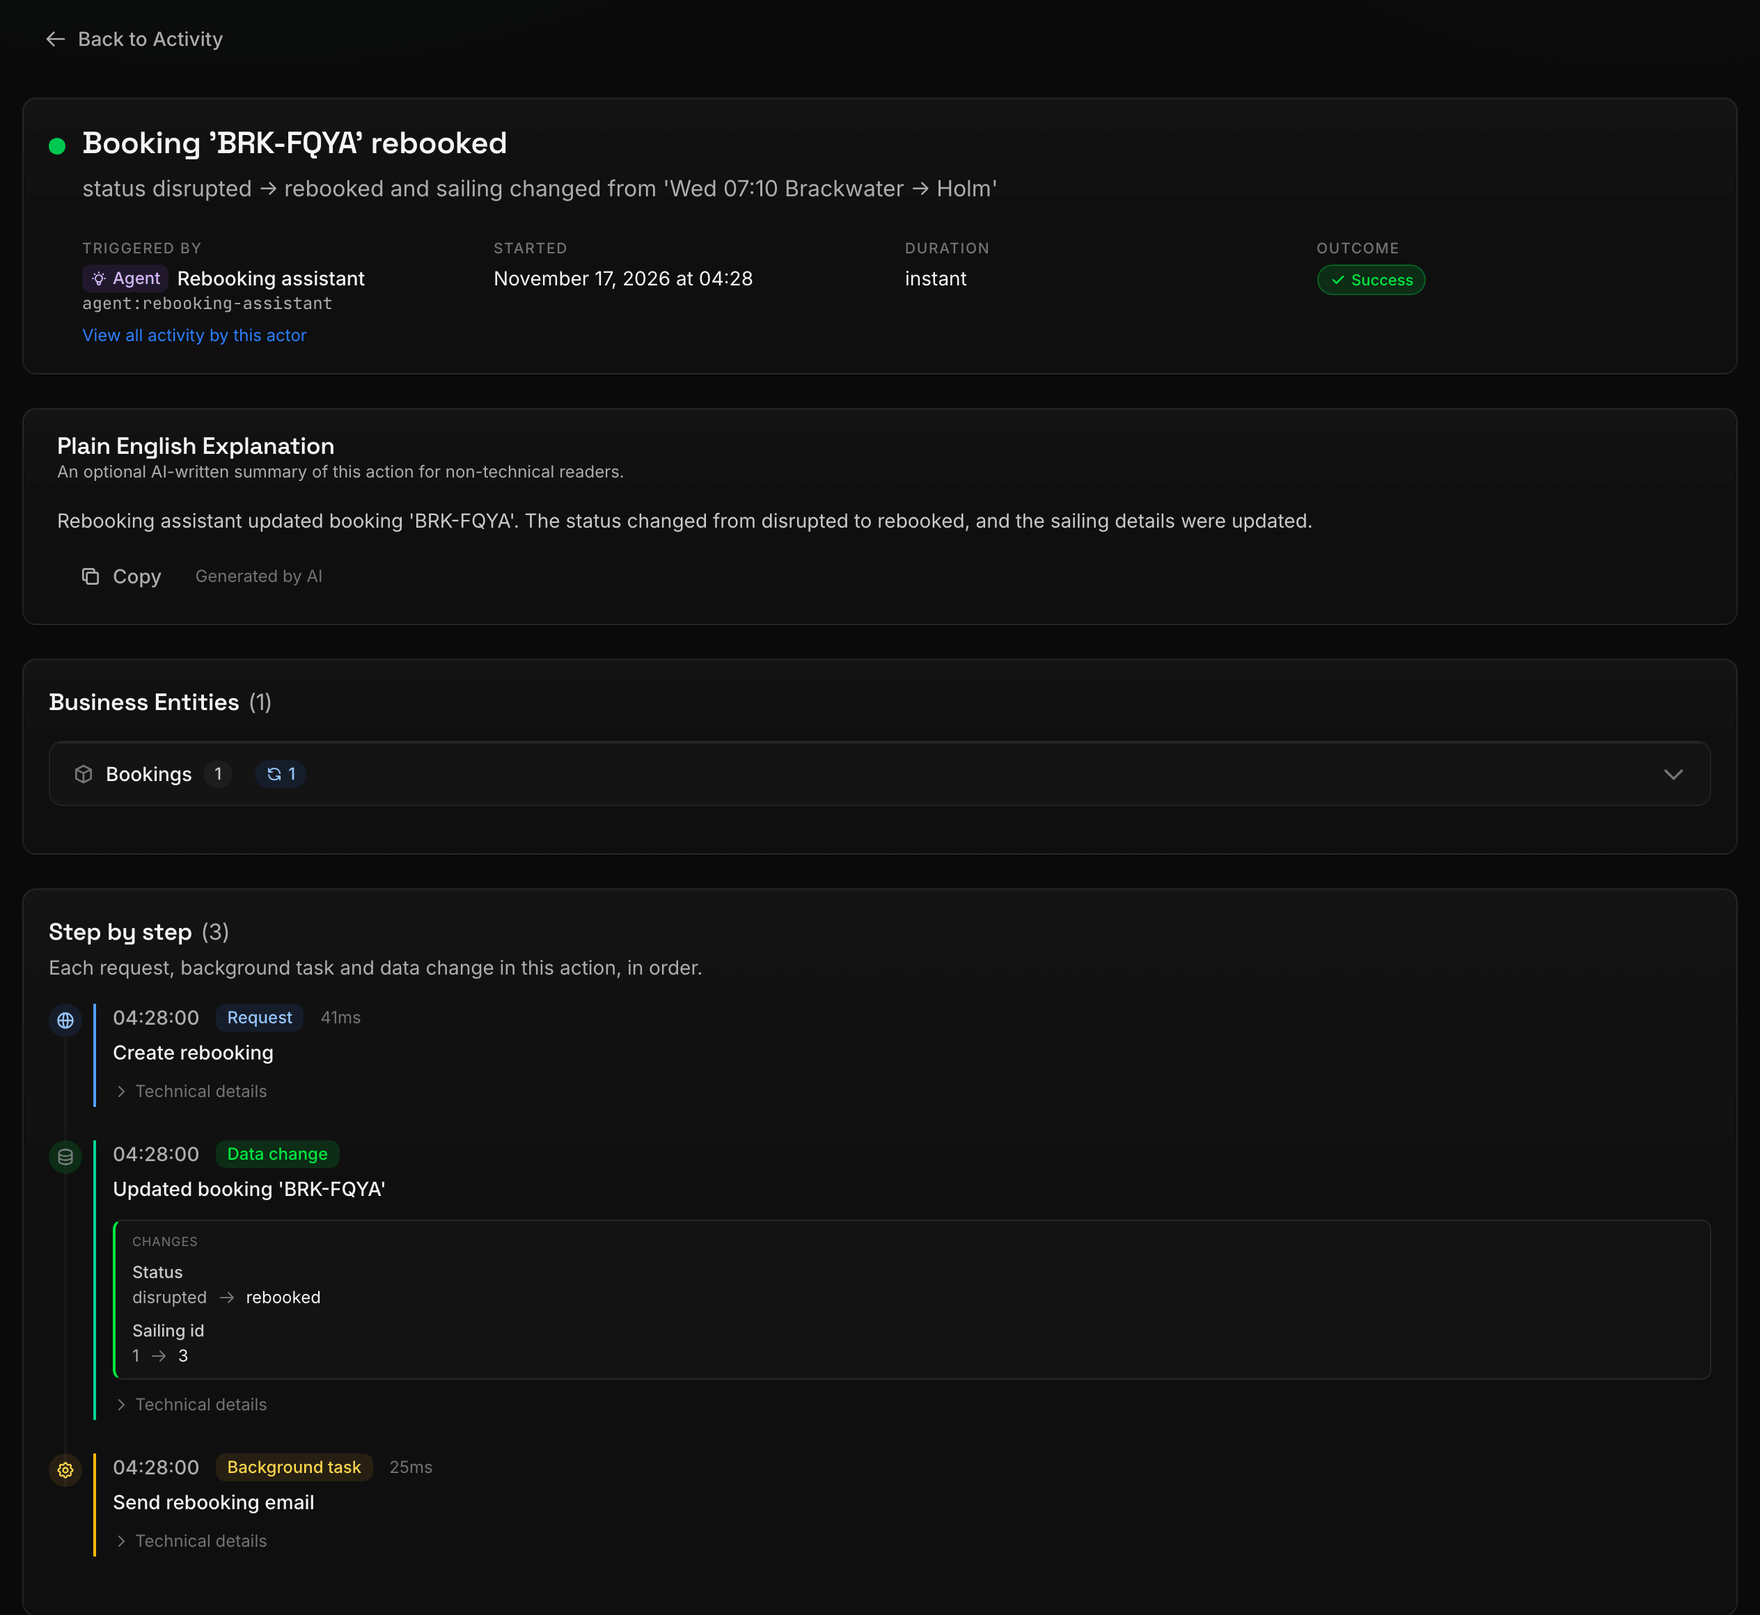 Back to Activity
Booking 'BRK-FQYA' rebooked
status disrupted → rebooked and sailing changed from 'Wed 07:10 Brackwater → Holm'
TRIGGERED BY
Agent Rebooking assistant
agent:rebooking-assistant
View all activity by this actor
STARTED
November 17, 2026 at 04:28
DURATION
instant
OUTCOME
Success
Plain English Explanation
An optional AI-written summary of this action for non-technical readers.
Rebooking assistant updated booking 'BRK-FQYA'. The status changed from disrupted to rebooked, and the sailing details were updated.
Copy Generated by AI
Business Entities (1)
Bookings 1 1
Step by step (3)
Each request, background task and data change in this action, in order.
04:28:00 Request 41ms
Create rebooking
Technical details
04:28:00 Data change
Updated booking 'BRK-FQYA'
CHANGES
Status
disrupted → rebooked
Sailing id
1 → 3
Technical details
04:28:00 Background task 25ms
Send rebooking email
Technical details